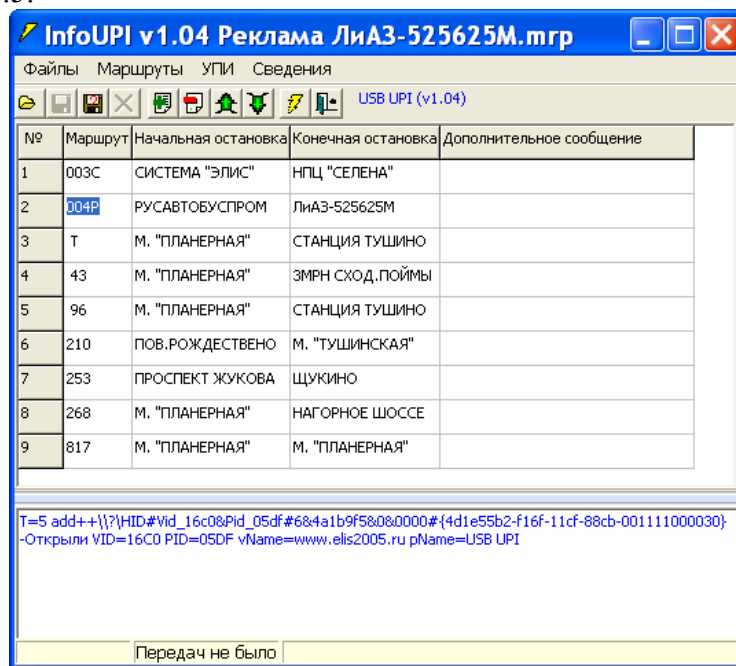 InfoUPI v1.04 Реклама ЛиАЗ-525625M.mrp
Файлы Маршруты УПИ Сведения
USB UPI (v1.04)
№ Маршрут Начальная остановка Конечная остановка Дополнительное сообщение
1 003С СИСТЕМА "ЭЛИС" НПЦ "СЕЛЕНА"
2 004Р РУСАВТОБУСПРОМ ЛиАЗ-525625М
3 Т М. "ПЛАНЕРНАЯ" СТАНЦИЯ ТУШИНО
4 43 М. "ПЛАНЕРНАЯ" 3МРН СХОД.ПОЙМЫ
5 96 М. "ПЛАНЕРНАЯ" СТАНЦИЯ ТУШИНО
6 210 ПОВ.РОЖДЕСТВЕНО М. "ТУШИНСКАЯ"
7 253 ПРОСПЕКТ ЖУКОВА ЩУКИНО
8 268 М. "ПЛАНЕРНАЯ" НАГОРНОЕ ШОССЕ
9 817 М. "ПЛАНЕРНАЯ" М. "ПЛАНЕРНАЯ"
T=5 add++\\?\HID#Vid_16c0&Pid_05df#6&4a1b9f5&0&0000#{4d1e55b2-f16f-11cf-88cb-001111000030}
-Открыли VID=16C0 PID=05DF vName=www.elis2005.ru pName=USB UPI
Передач не было